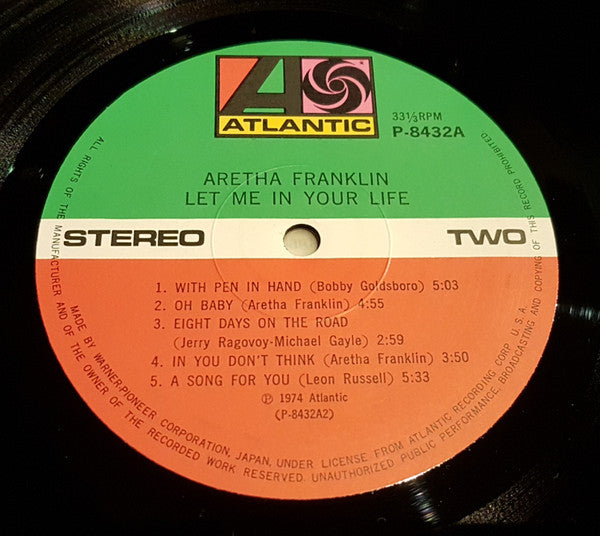 ATLANTIC
33⅓RPM
P-8432A
ARETHA FRANKLIN
LET ME IN YOUR LIFE
STEREO
TWO
1. WITH PEN IN HAND (Bobby Goldsboro) 5:03
2. OH BABY (Aretha Franklin) 4:55
3. EIGHT DAYS ON THE ROAD
(Jerry Ragovoy-Michael Gayle) 2:59
4. IN YOU DON'T THINK (Aretha Franklin) 3:50
5. A SONG FOR YOU (Leon Russell) 5:33
Ⓟ 1974 Atlantic
(P-8432A2)
MADE BY WARNER-PIONEER CORPORATION, JAPAN, UNDER LICENSE FROM ATLANTIC RECORDING CORP. U.S.A.
ALL RIGHTS OF THE MANUFACTURER AND OF THE OWNER OF THE RECORDED WORK RESERVED. UNAUTHORIZED PUBLIC PERFORMANCE, BROADCASTING AND COPYING OF THIS RECORD PROHIBITED